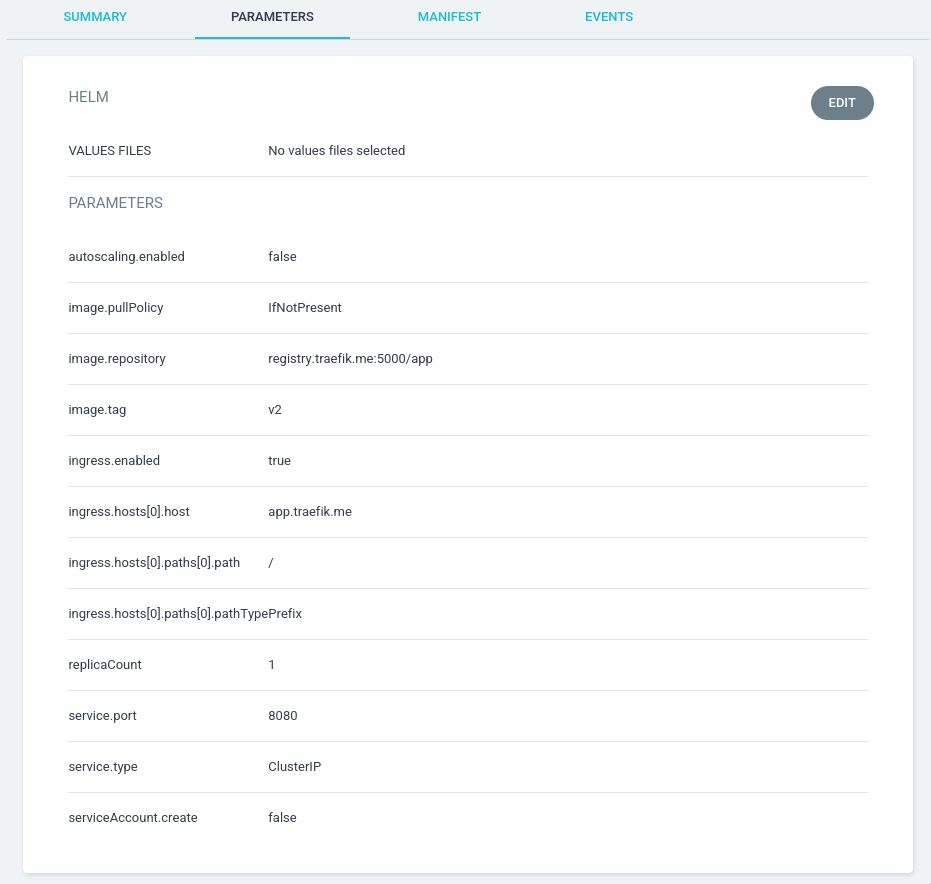 SUMMARY PARAMETERS MANIFEST EVENTS
HELM EDIT
VALUES FILES No values files selected
PARAMETERS
autoscaling.enabled false
image.pullPolicy IfNotPresent
image.repository registry.traefik.me:5000/app
image.tag v2
ingress.enabled true
ingress.hosts[0].host app.traefik.me
ingress.hosts[0].paths[0].path /
ingress.hosts[0].paths[0].pathTypePrefix
replicaCount 1
service.port 8080
service.type ClusterIP
serviceAccount.create false